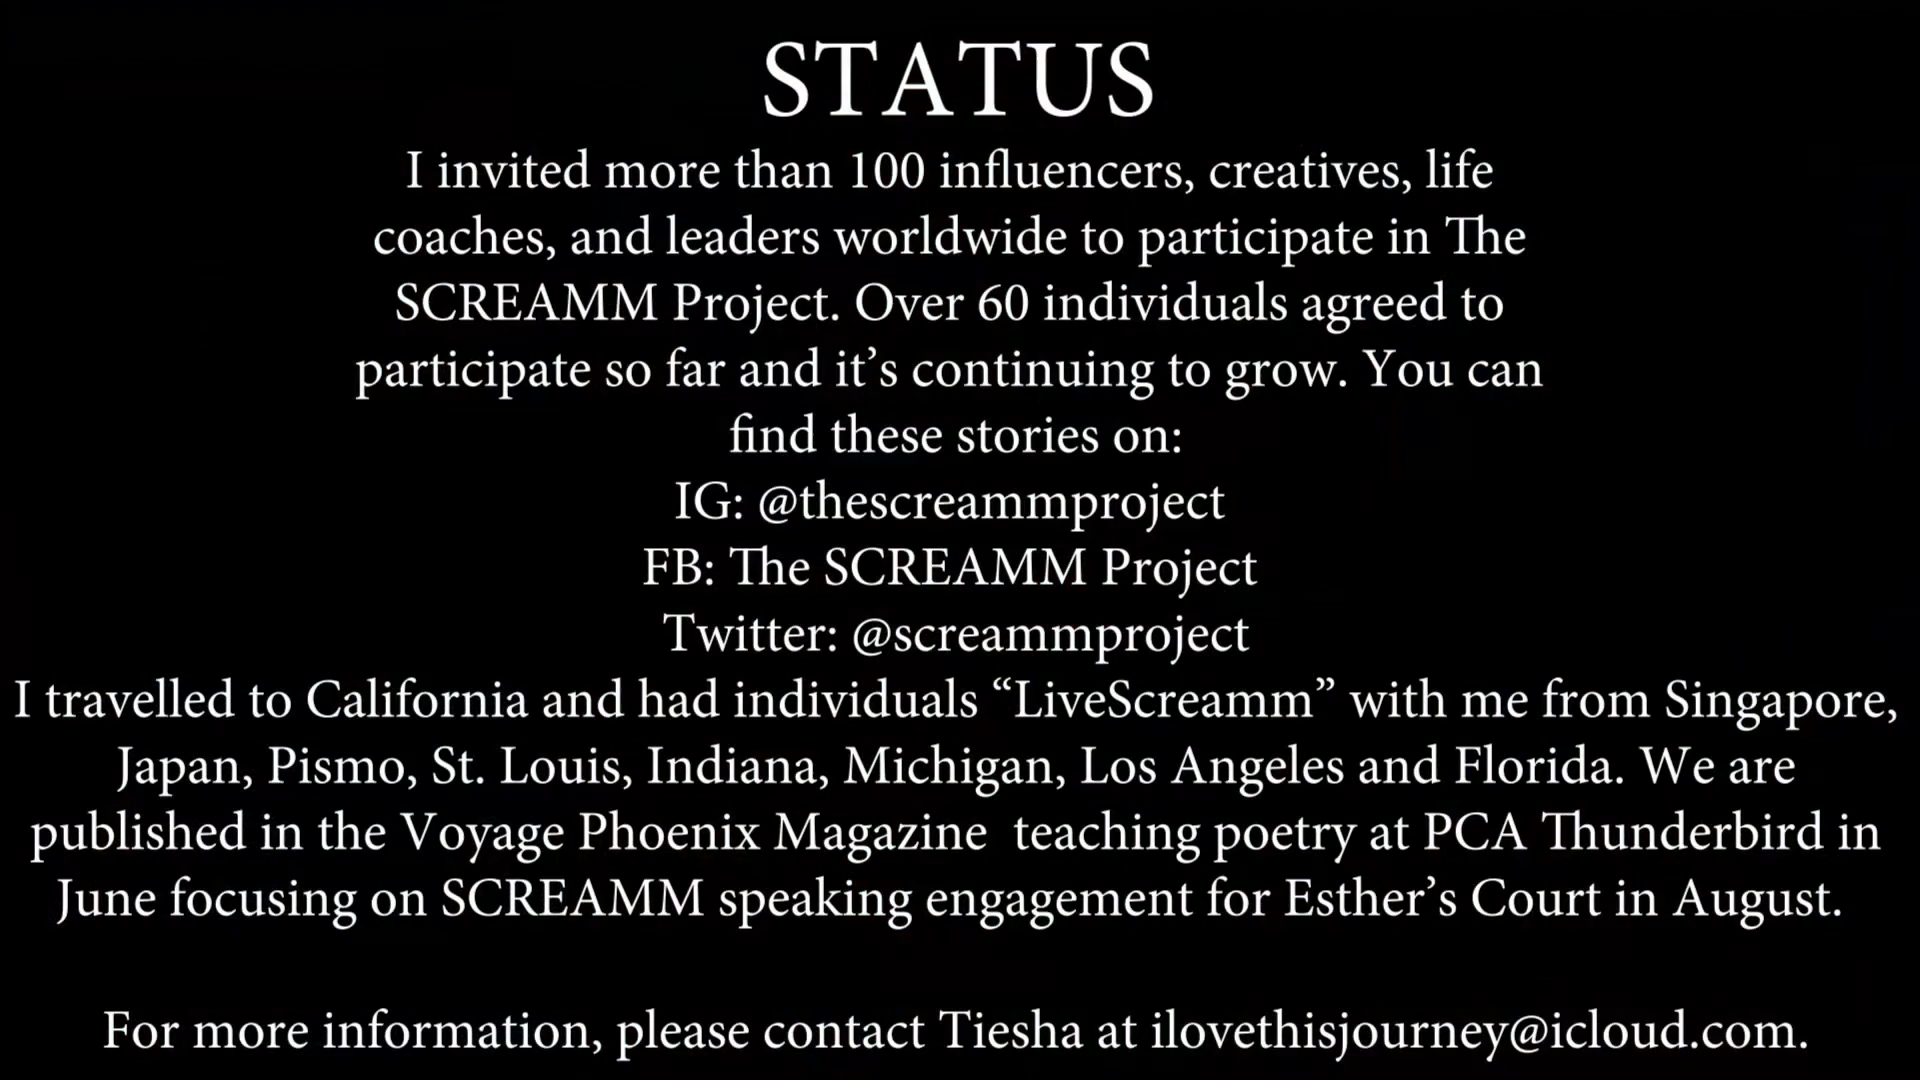 STATUS
I invited more than 100 influencers, creatives, life
coaches, and leaders worldwide to participate in The
SCREAMM Project. Over 60 individuals agreed to
participate so far and it’s continuing to grow. You can
find these stories on:
IG: @thescreammproject
FB: The SCREAMM Project
Twitter: @screammproject
I travelled to California and had individuals “LiveScreamm” with me from Singapore,
Japan, Pismo, St. Louis, Indiana, Michigan, Los Angeles and Florida. We are
published in the Voyage Phoenix Magazine  teaching poetry at PCA Thunderbird in
June focusing on SCREAMM speaking engagement for Esther’s Court in August.
For more information, please contact Tiesha at ilovethisjourney@icloud.com.